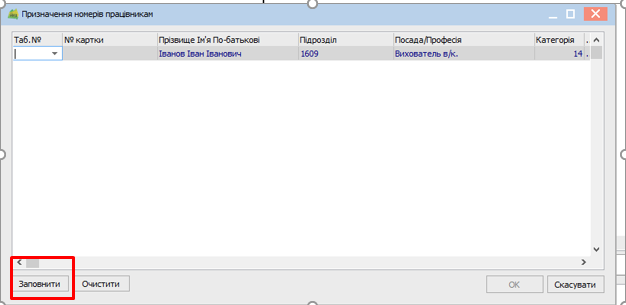 Призначення номерів працівникам
Таб.№ № картки Прізвище Ім'я По-батькові Підрозділ Посада/Професія Категорія ..
Іванов Іван Іванович 1609 Вихователь в/к. 14 .
Заповнити Очистити OK Скасувати